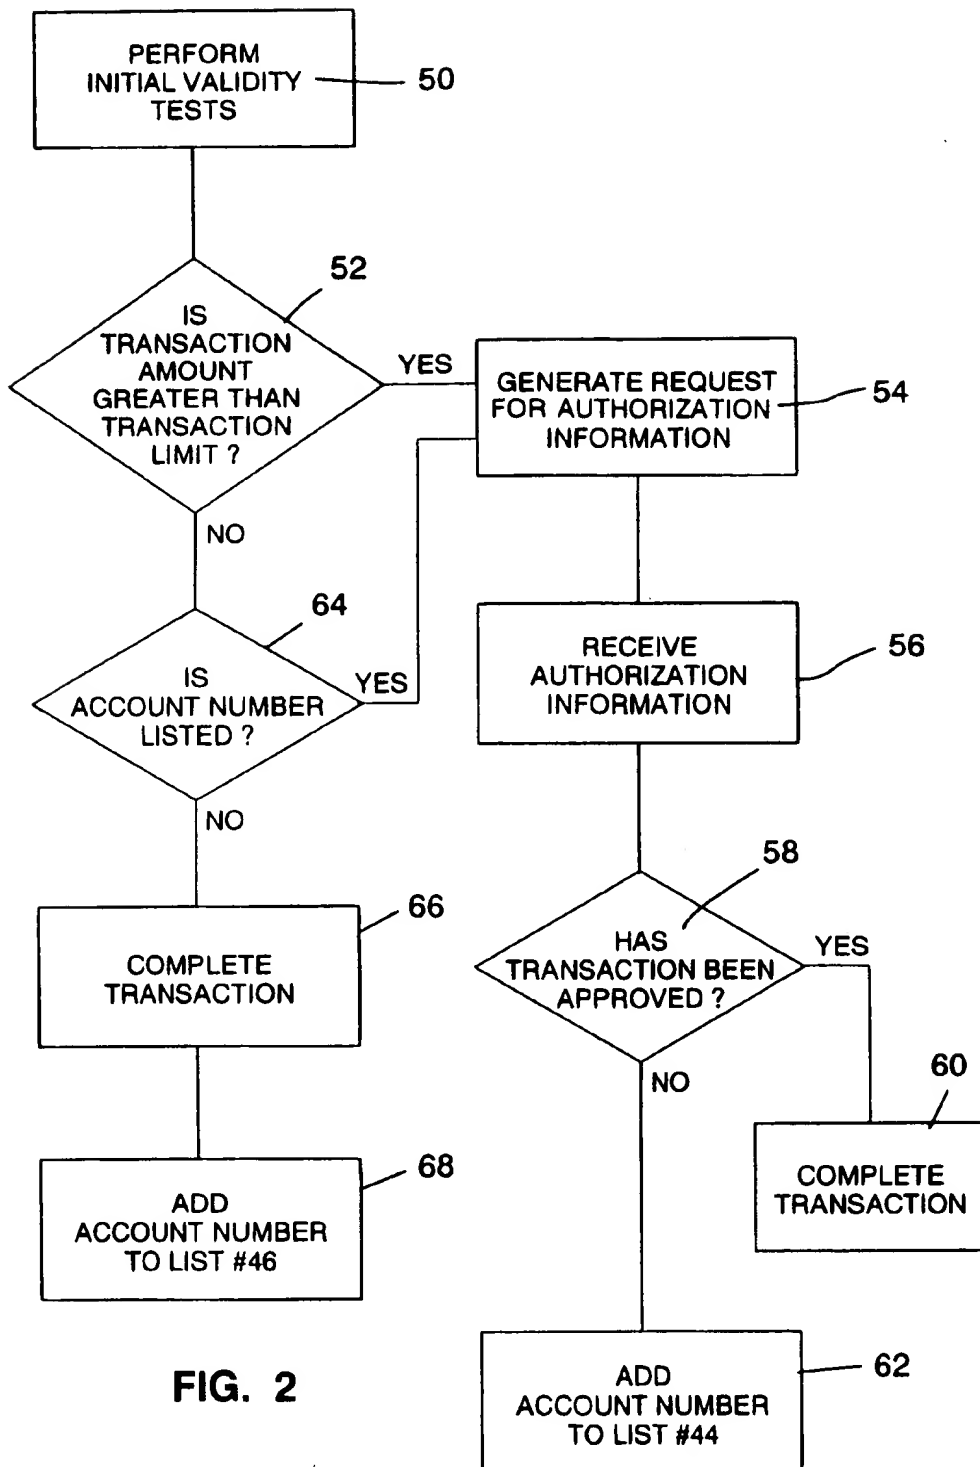 PERFORM
INITIAL VALIDITY
TESTS
50
52
IS
TRANSACTION
AMOUNT
GREATER THAN
TRANSACTION
LIMIT ?
YES
NO
GENERATE REQUEST
FOR AUTHORIZATION
INFORMATION
54
64
IS
ACCOUNT NUMBER
LISTED ?
YES
NO
RECEIVE
AUTHORIZATION
INFORMATION
56
58
HAS
TRANSACTION BEEN
APPROVED ?
YES
NO
66
COMPLETE
TRANSACTION
60
COMPLETE
TRANSACTION
68
ADD
ACCOUNT NUMBER
TO LIST #46
62
ADD
ACCOUNT NUMBER
TO LIST #44
FIG. 2